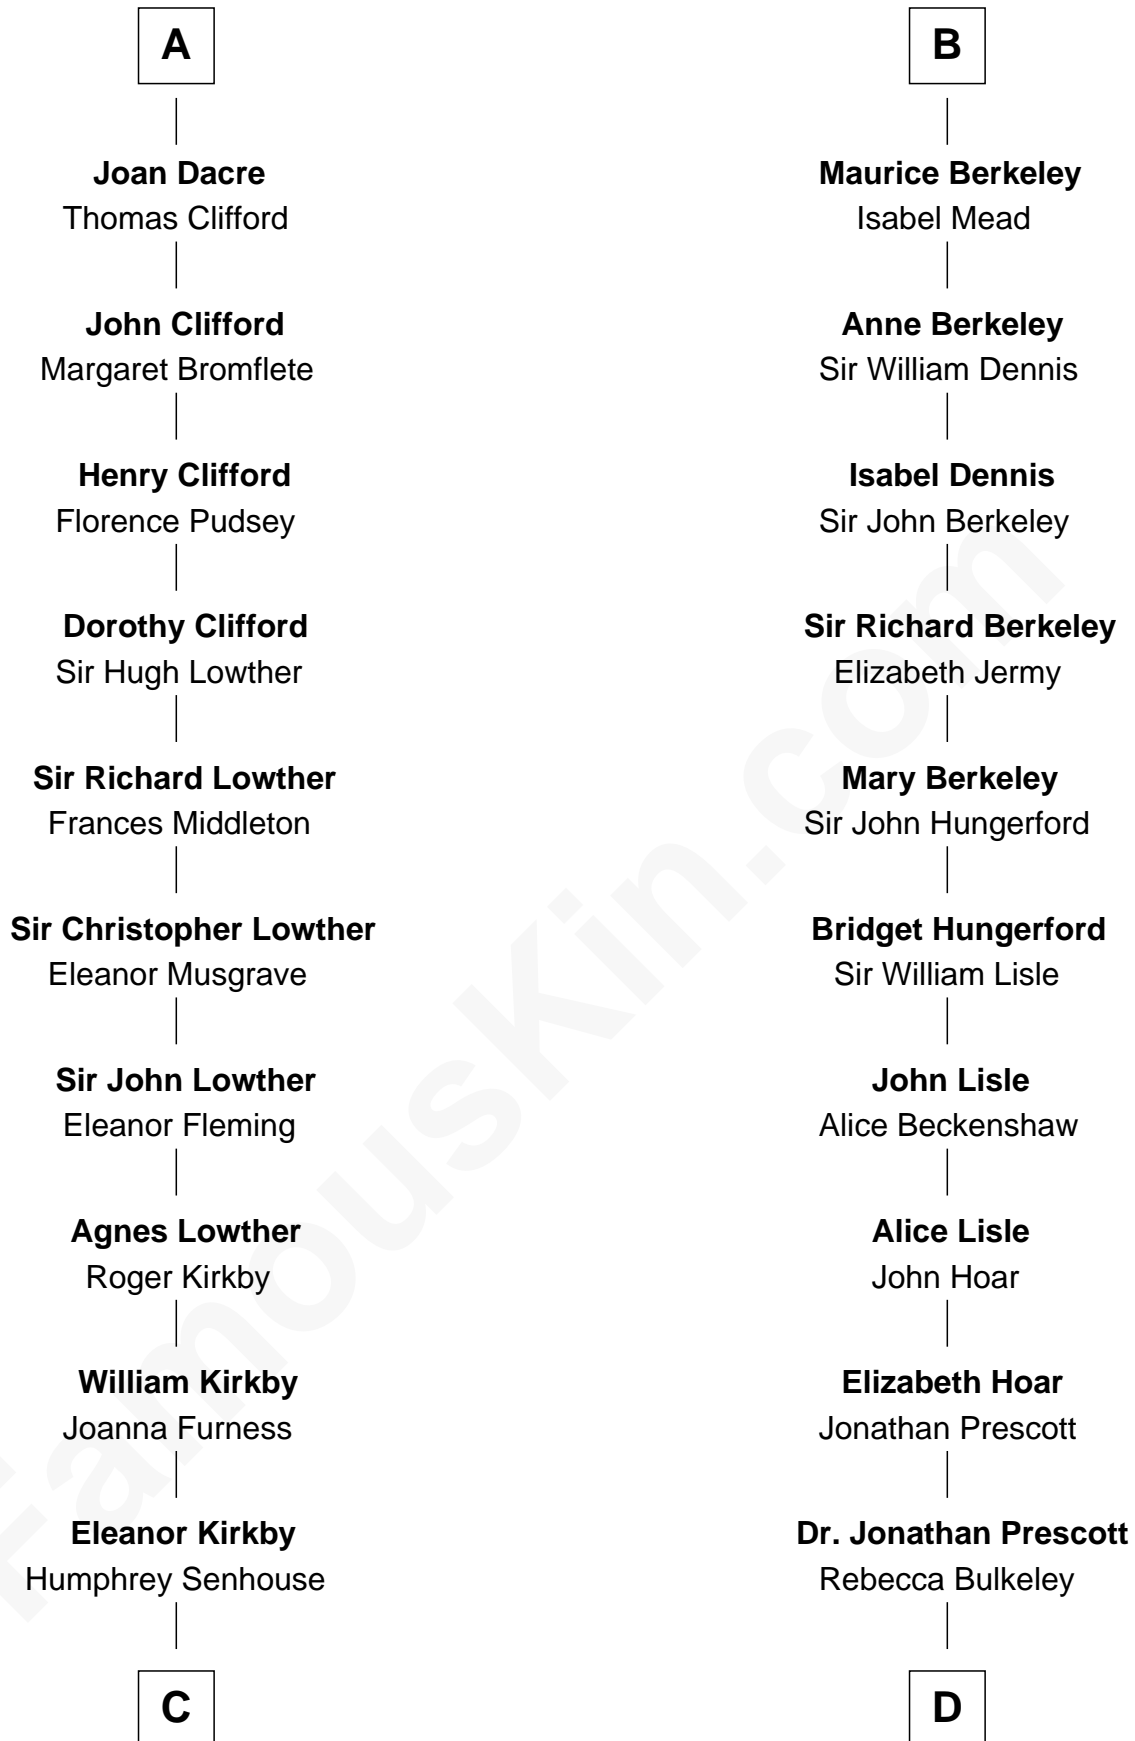 A
Joan Dacre
Thomas Clifford
John Clifford
Margaret Bromflete
Henry Clifford
Florence Pudsey
Dorothy Clifford
Sir Hugh Lowther
Sir Richard Lowther
Frances Middleton
Sir Christopher Lowther
Eleanor Musgrave
Sir John Lowther
Eleanor Fleming
Agnes Lowther
Roger Kirkby
William Kirkby
Joanna Furness
Eleanor Kirkby
Humphrey Senhouse
C
B
Maurice Berkeley
Isabel Mead
Anne Berkeley
Sir William Dennis
Isabel Dennis
Sir John Berkeley
Sir Richard Berkeley
Elizabeth Jermy
Mary Berkeley
Sir John Hungerford
Bridget Hungerford
Sir William Lisle
John Lisle
Alice Beckenshaw
Alice Lisle
John Hoar
Elizabeth Hoar
Jonathan Prescott
Dr. Jonathan Prescott
Rebecca Bulkeley
D
FamousKin.com